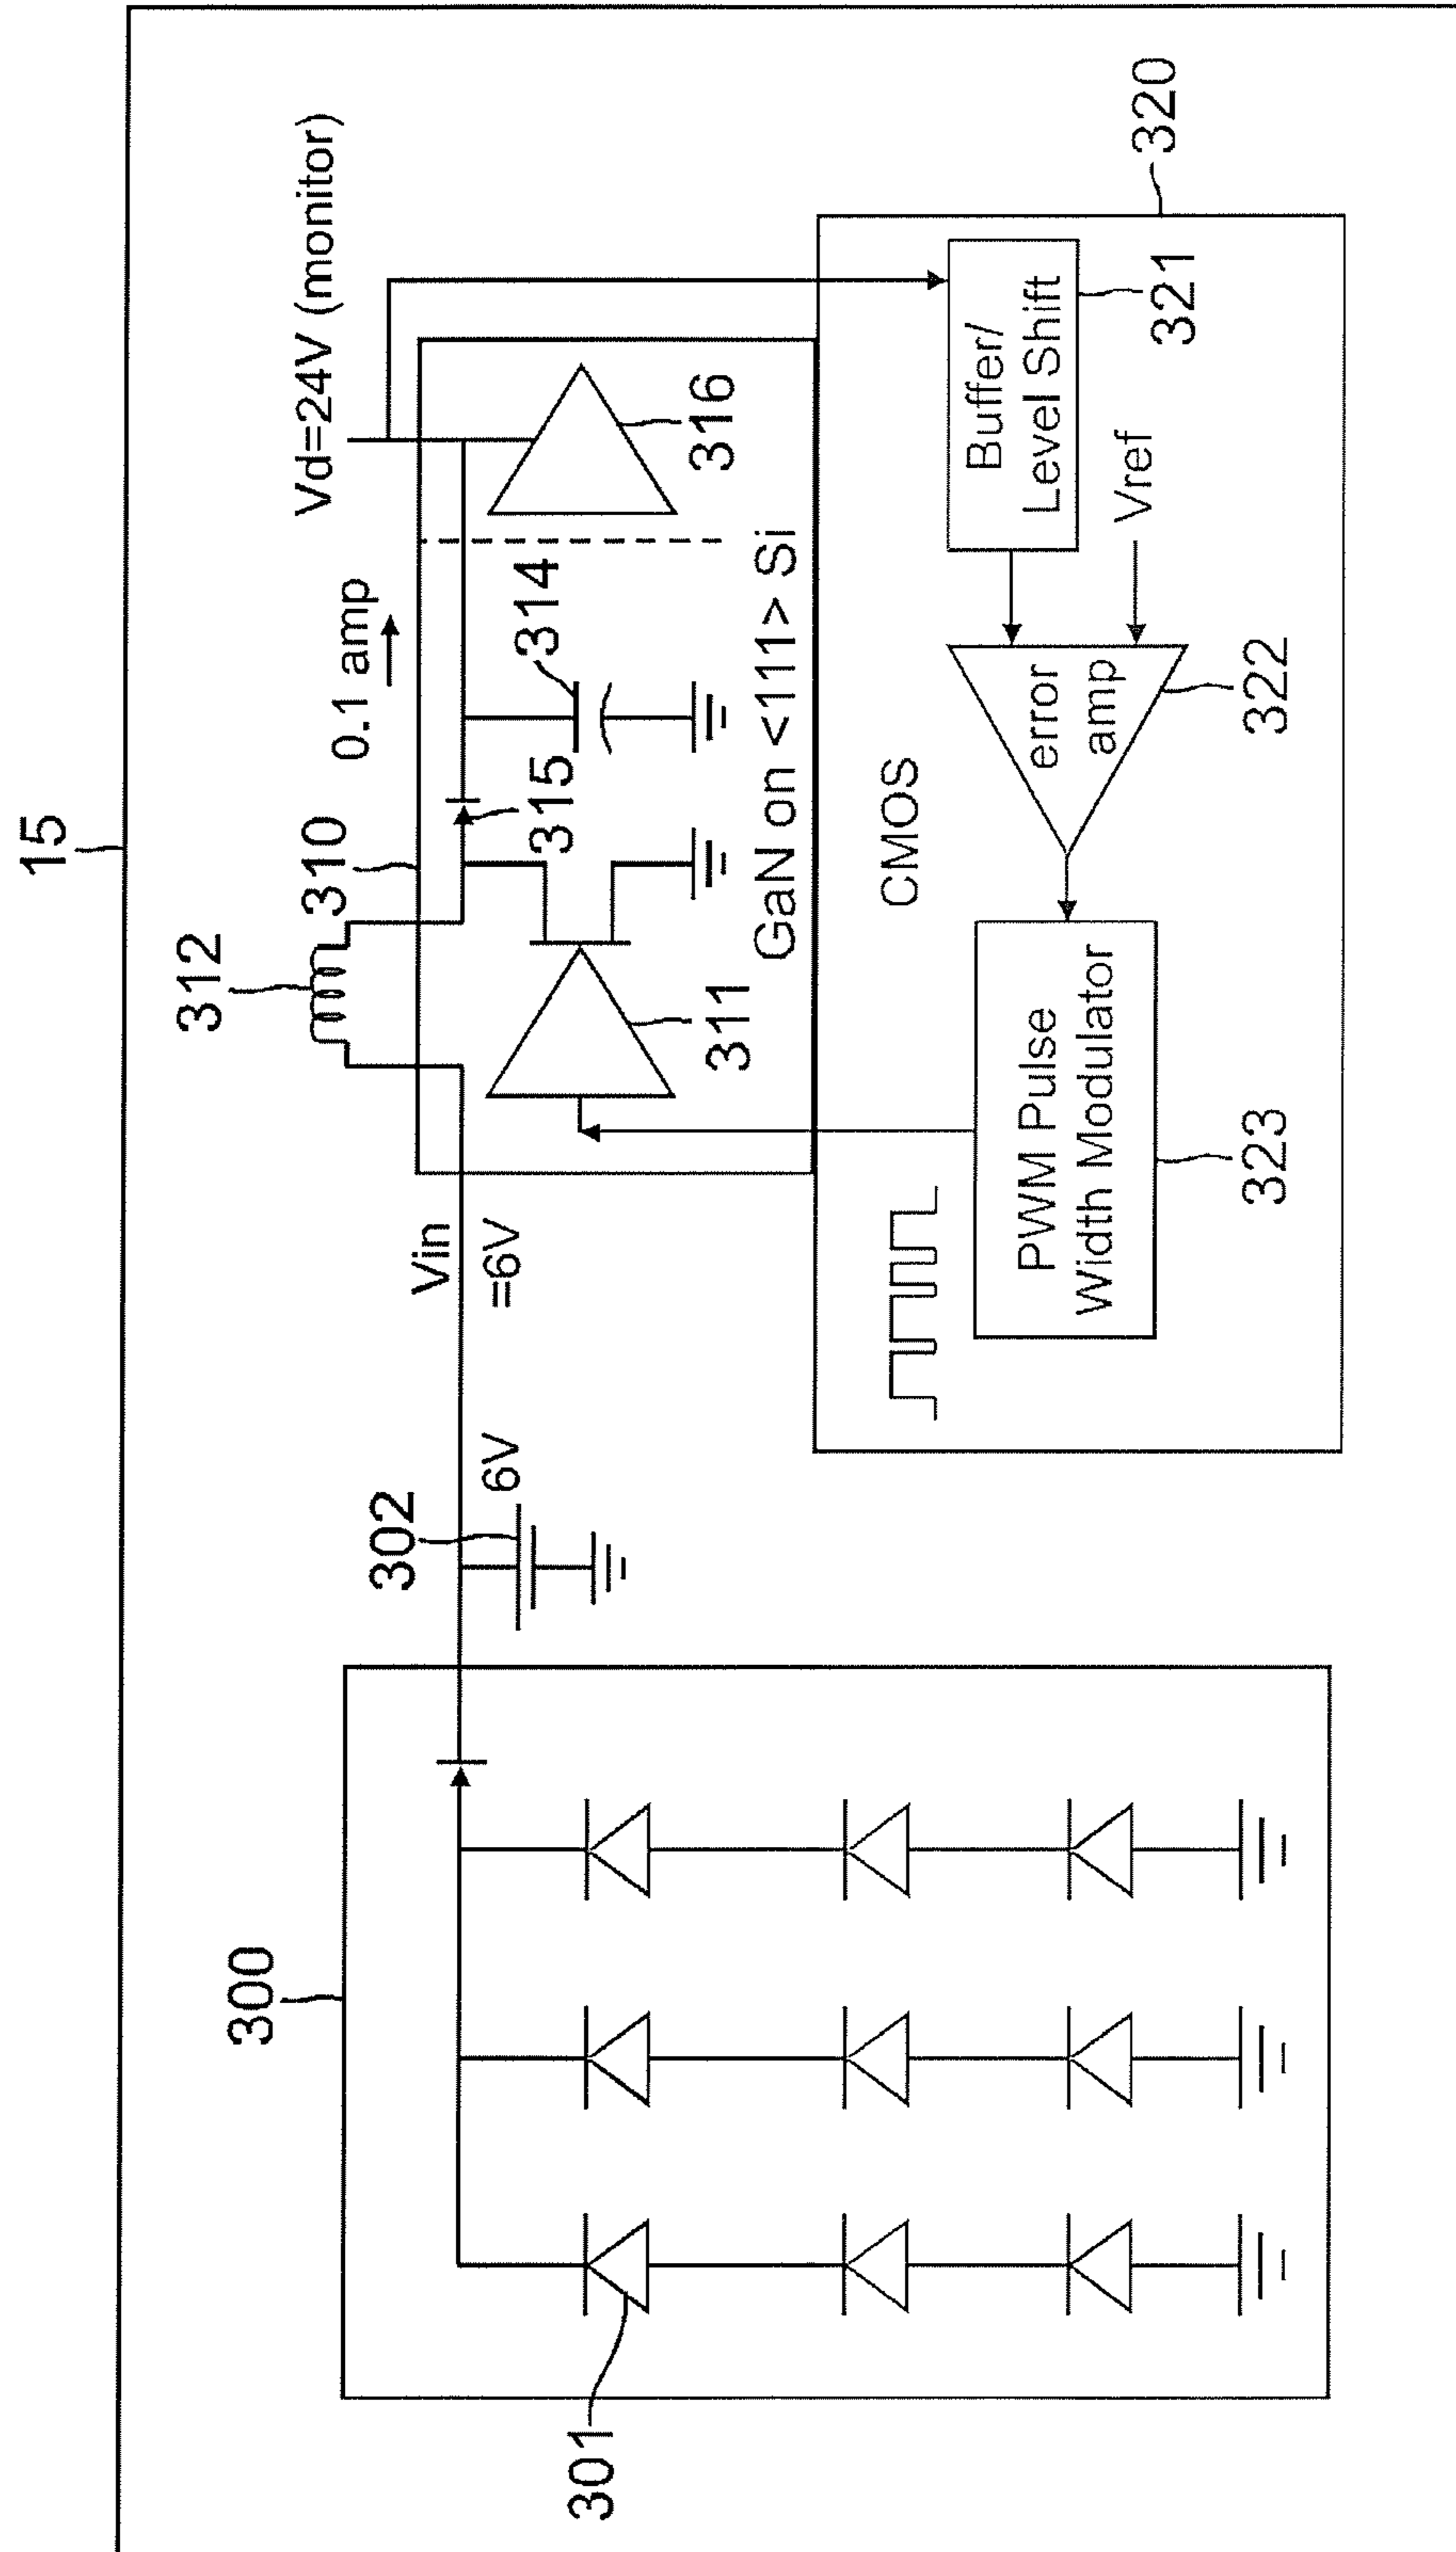 15
300
301
302
6V
Vin
=6V
312
310
0.1 amp
Vd=24V (monitor)
311
315
314
316
GaN on <111> Si
CMOS
320
PWM Pulse
Width Modulator
323
error
amp
322
Vref
Buffer/
Level Shift
321